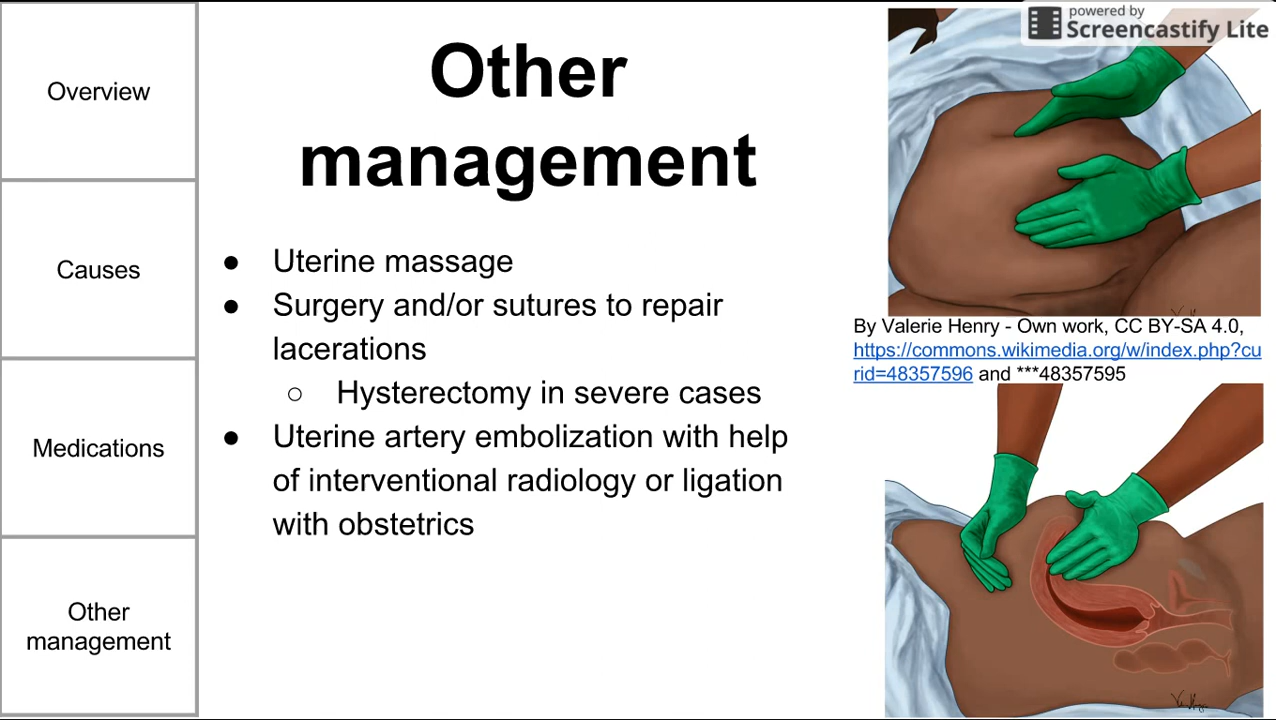 powered by
Screencastify Lite
Overview
Causes
Medications
Other
management
Other
management
● Uterine massage
● Surgery and/or sutures to repair
lacerations
○ Hysterectomy in severe cases
● Uterine artery embolization with help
of interventional radiology or ligation
with obstetrics
By Valerie Henry - Own work, CC BY-SA 4.0,
https://commons.wikimedia.org/w/index.php?cu
rid=48357596 and ***48357595